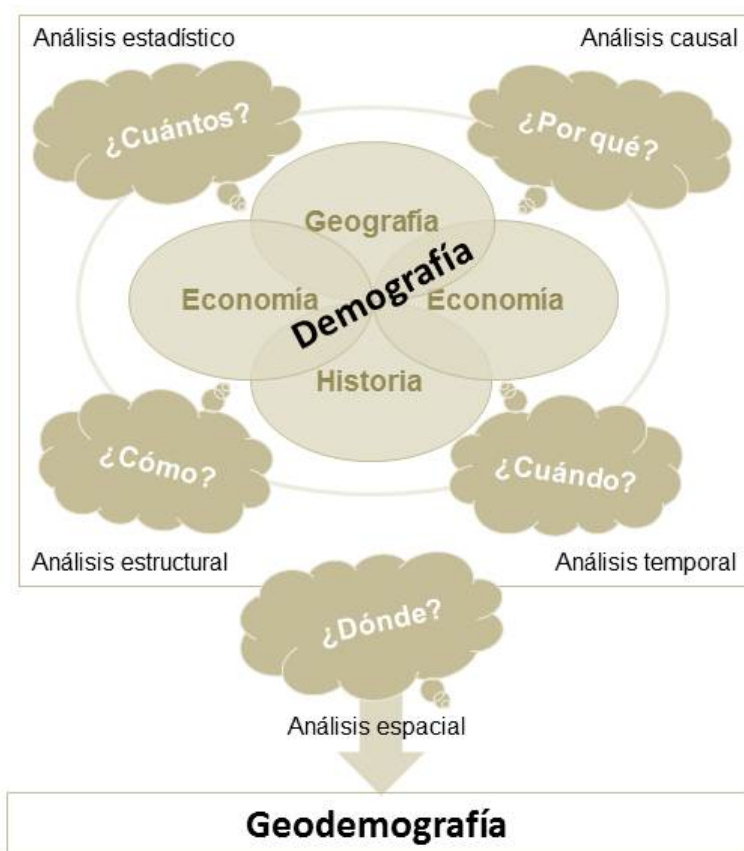 Análisis estadístico
Análisis causal
¿Cuántos?
¿Por qué?
Geografía
Economía
Demografía
Economía
Historia
¿Cómo?
¿Cuándo?
Análisis estructural
Análisis temporal
¿Dónde?
Análisis espacial
Geodemografía